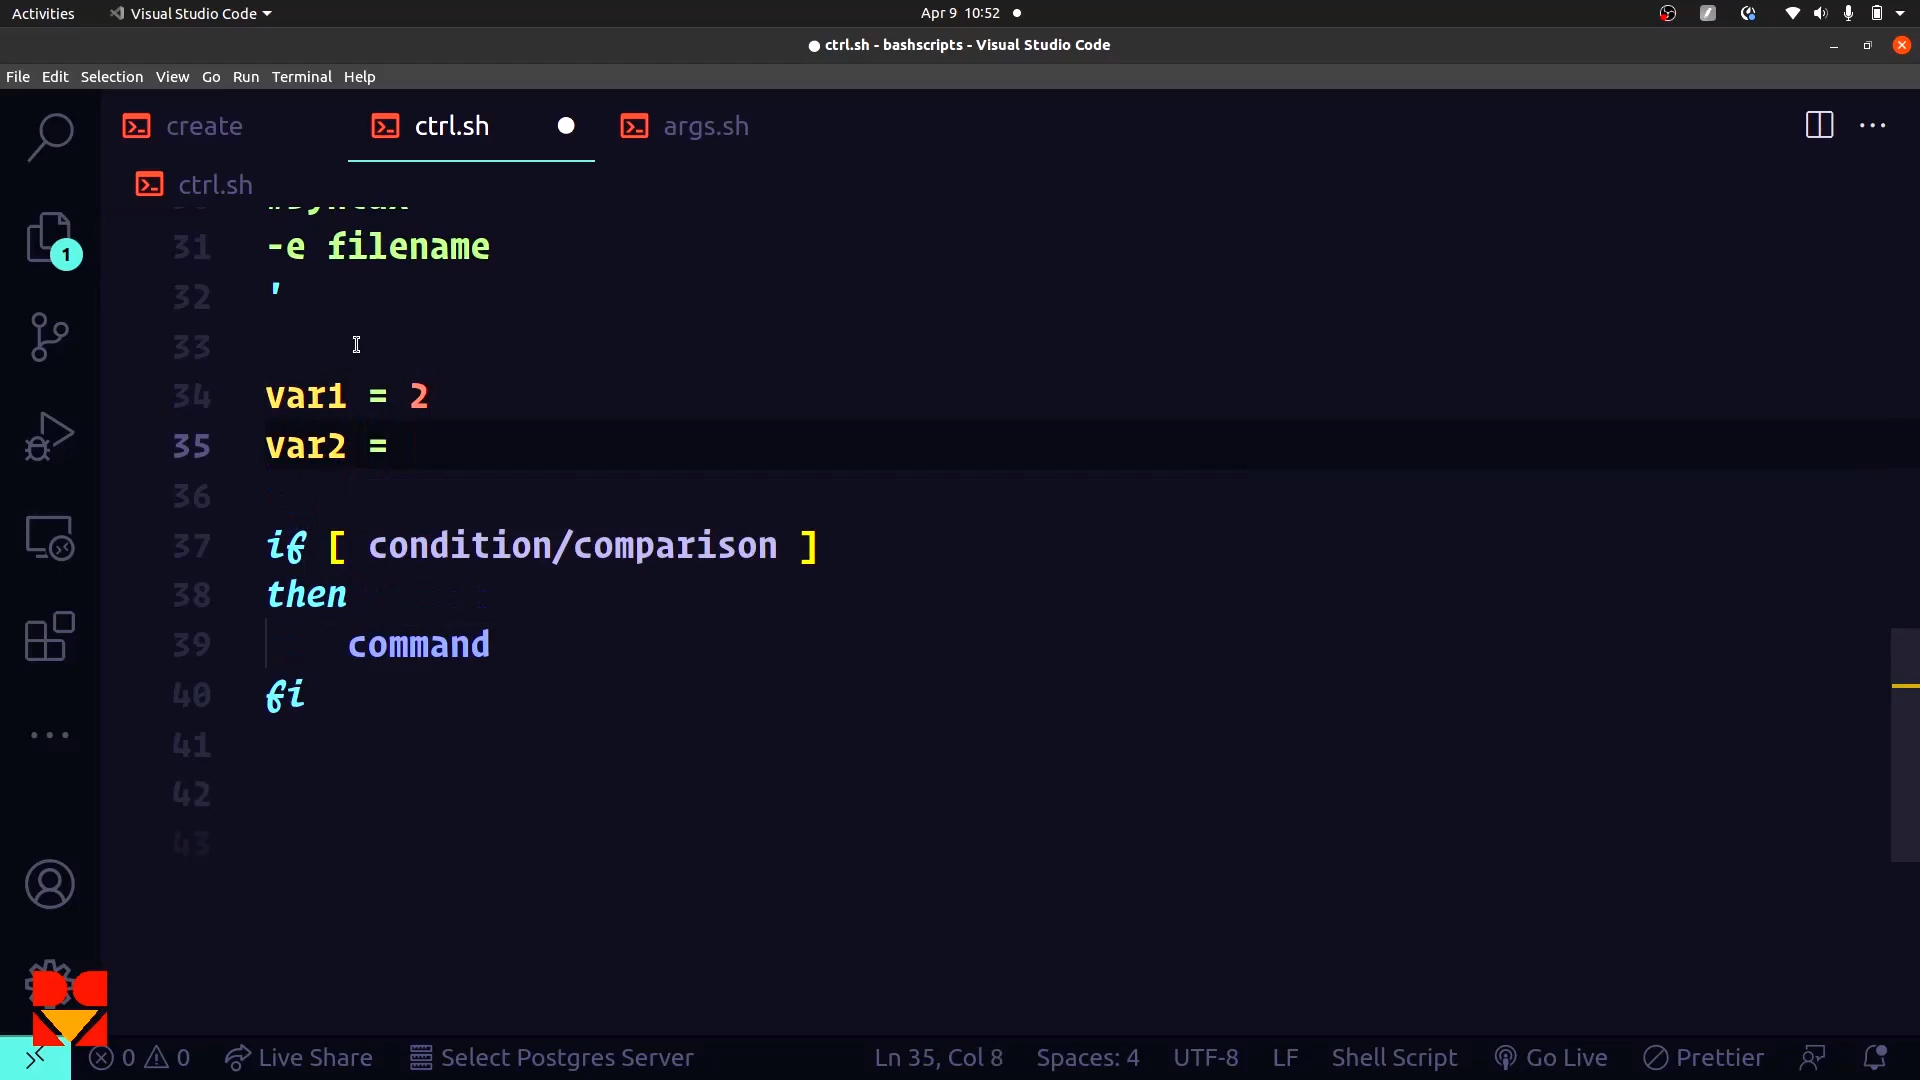 Activities Visual Studio Code Apr 9 10:52
ctrl.sh - bashscripts - Visual Studio Code
File Edit Selection View Go Run Terminal Help
create ctrl.sh args.sh
ctrl.sh
31 -e filename
1
32 '
33
34 var1 = 2
35 var2 =
36
37 if [ condition/comparison ]
38 then
39 command
40 fi
41
42
43
0 0 Live Share Select Postgres Server Ln 35, Col 8 Spaces: 4 UTF-8 LF Shell Script Go Live Prettier